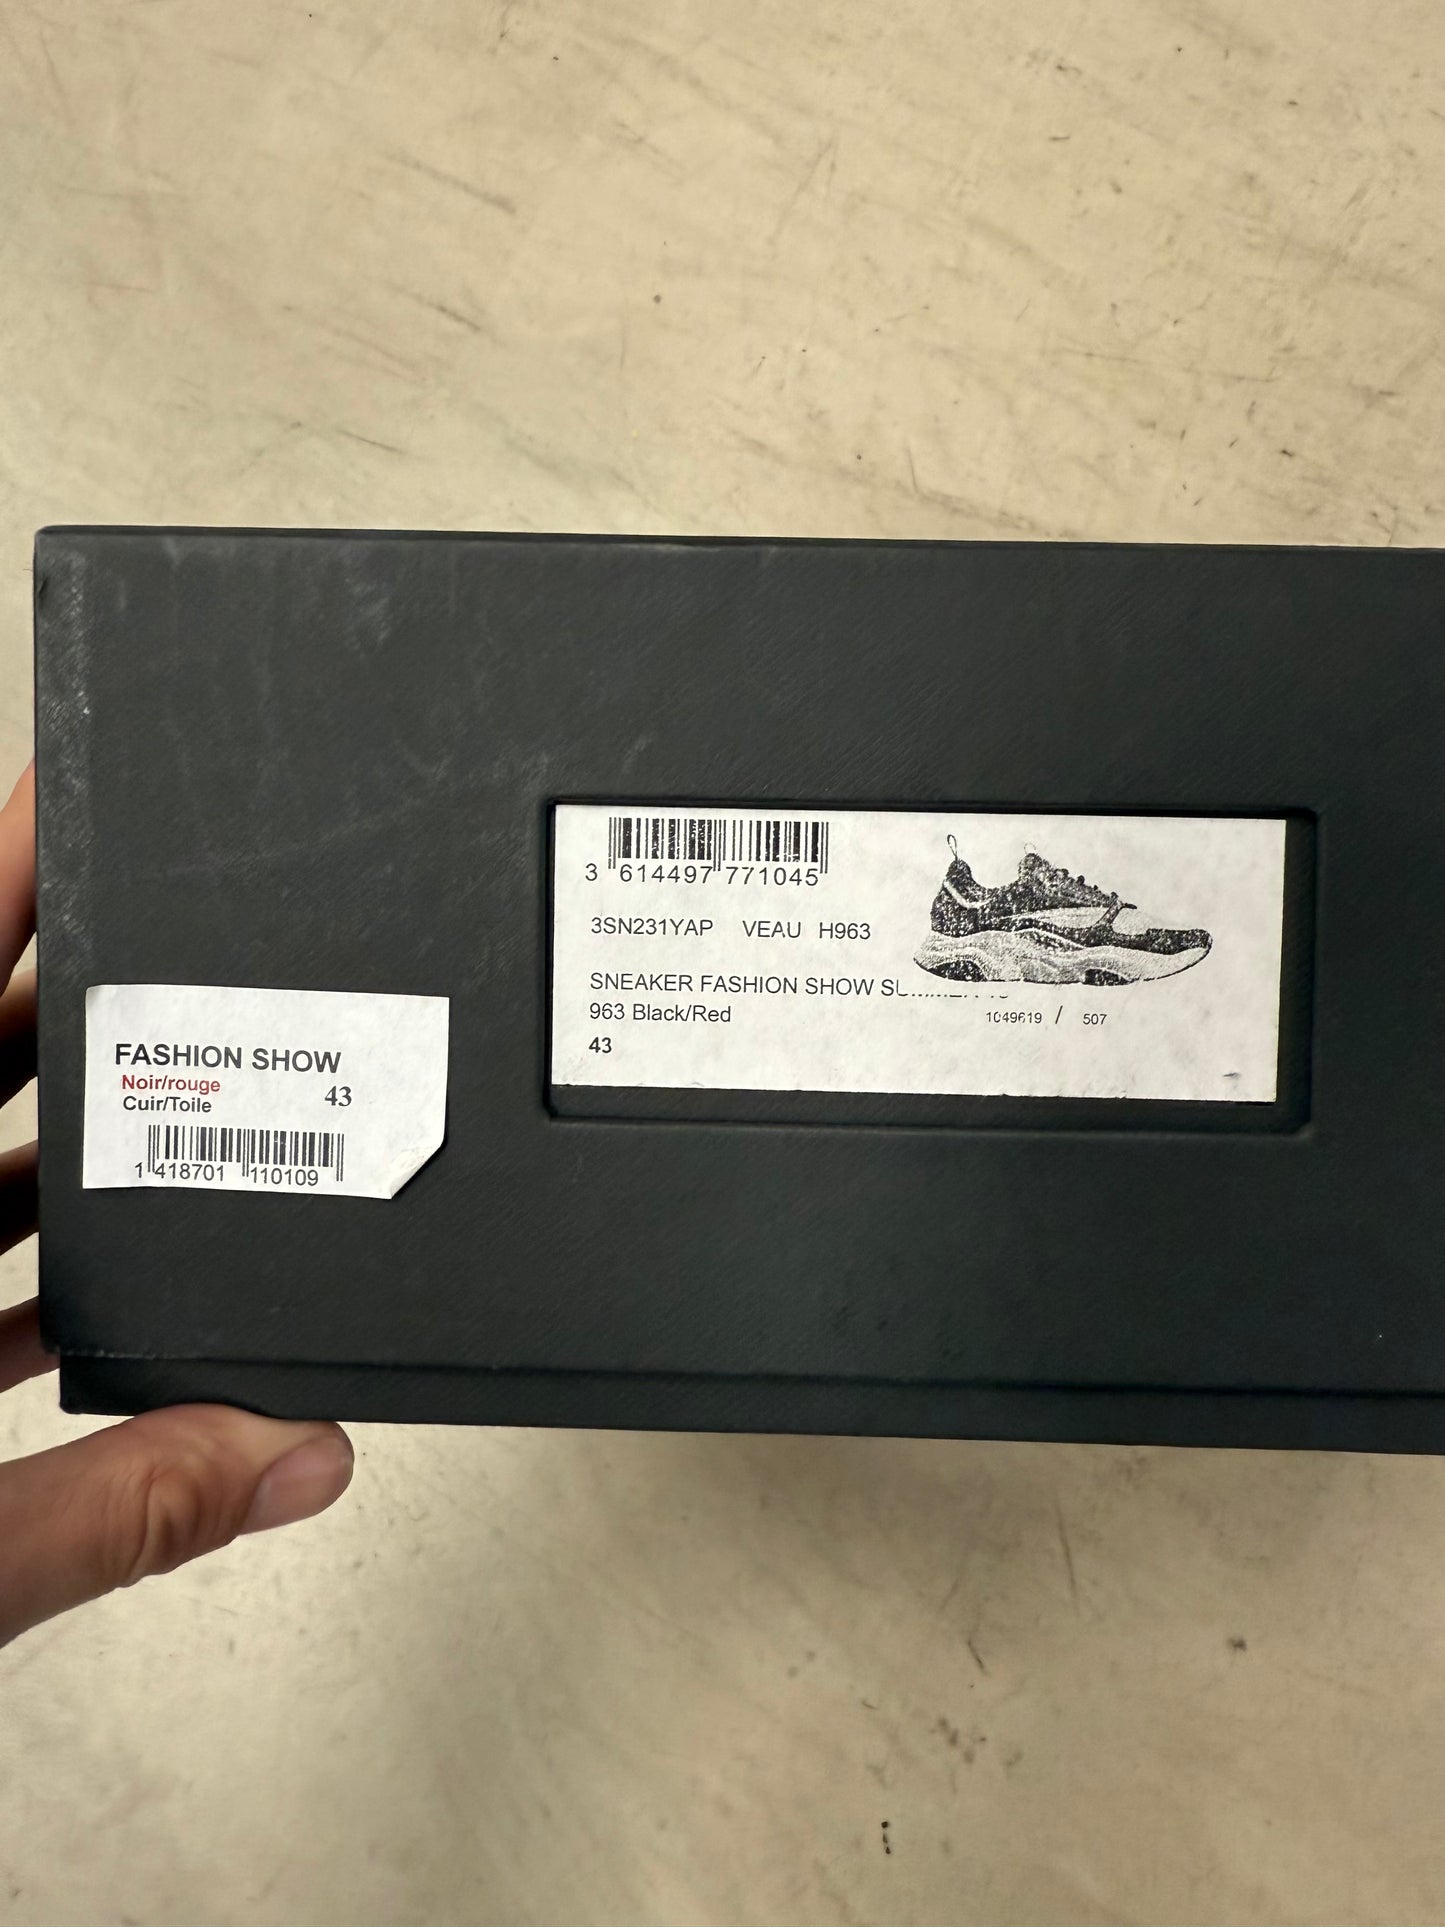 FASHION SHOW
Noir/rouge
Cuir/Toile
43
1 418701 110109
3 614497 771045
3SN231YAP VEAU H963
SNEAKER FASHION SHOW
963 Black/Red
1049619 / 507
43